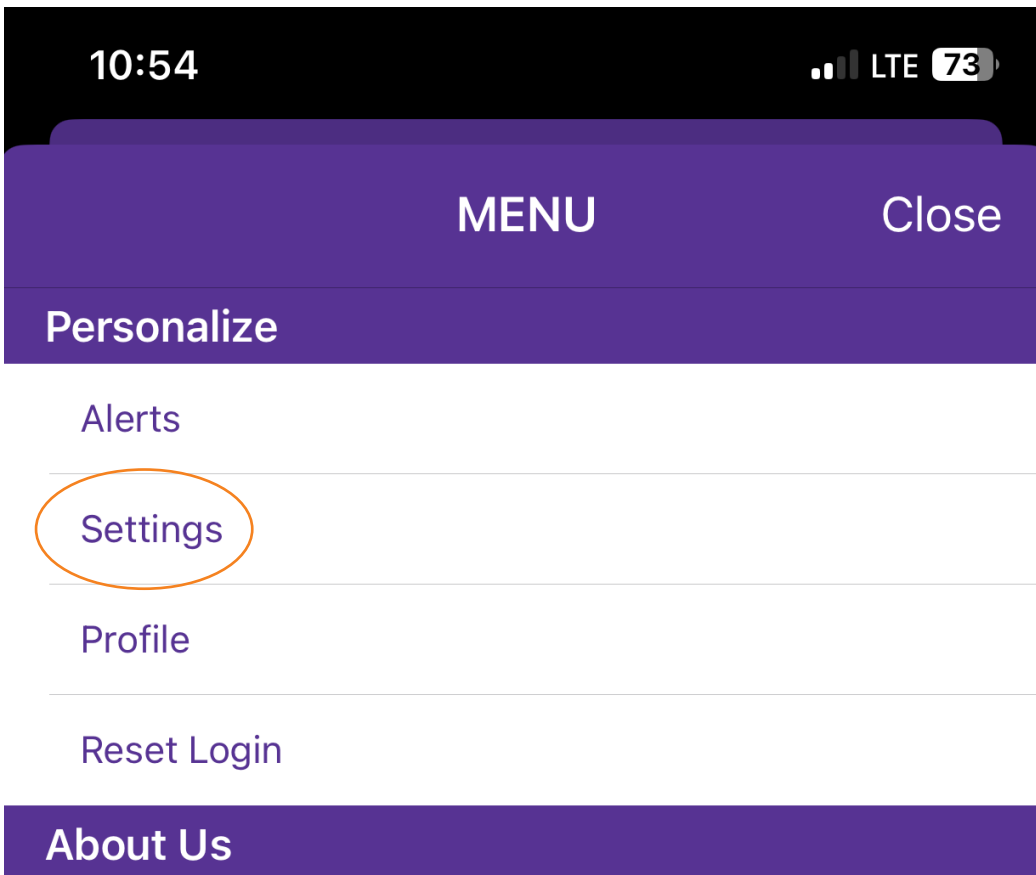 10:54 LTE 73
MENU Close
Personalize
Alerts
Settings
Profile
Reset Login
About Us